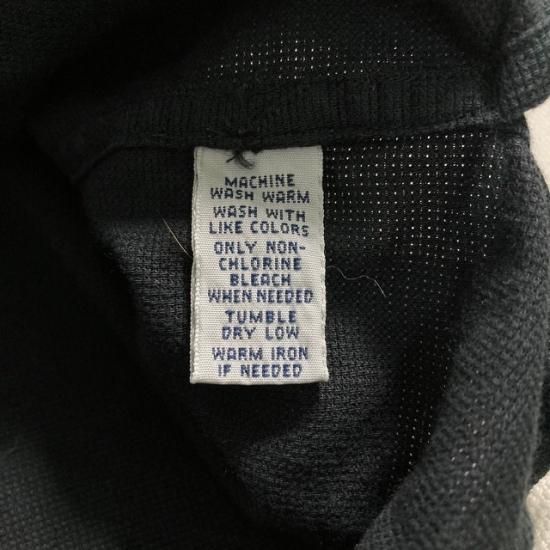 MACHINE
WASH WARM
WASH WITH
LIKE COLORS
ONLY NON-
CHLORINE
BLEACH
WHEN NEEDED
TUMBLE
DRY LOW
WARM IRON
IF NEEDED